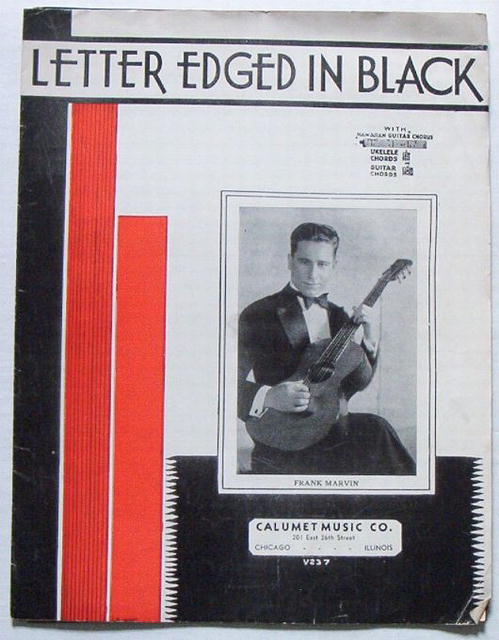 LETTER EDGED IN BLACK
WITH
HAWAIIAN GUITAR CHORUS
UKELELE
CHORDS
GUITAR
CHORDS
FRANK MARVIN
CALUMET MUSIC CO.
201 East 26th Street
CHICAGO . . . . ILLINOIS
V237